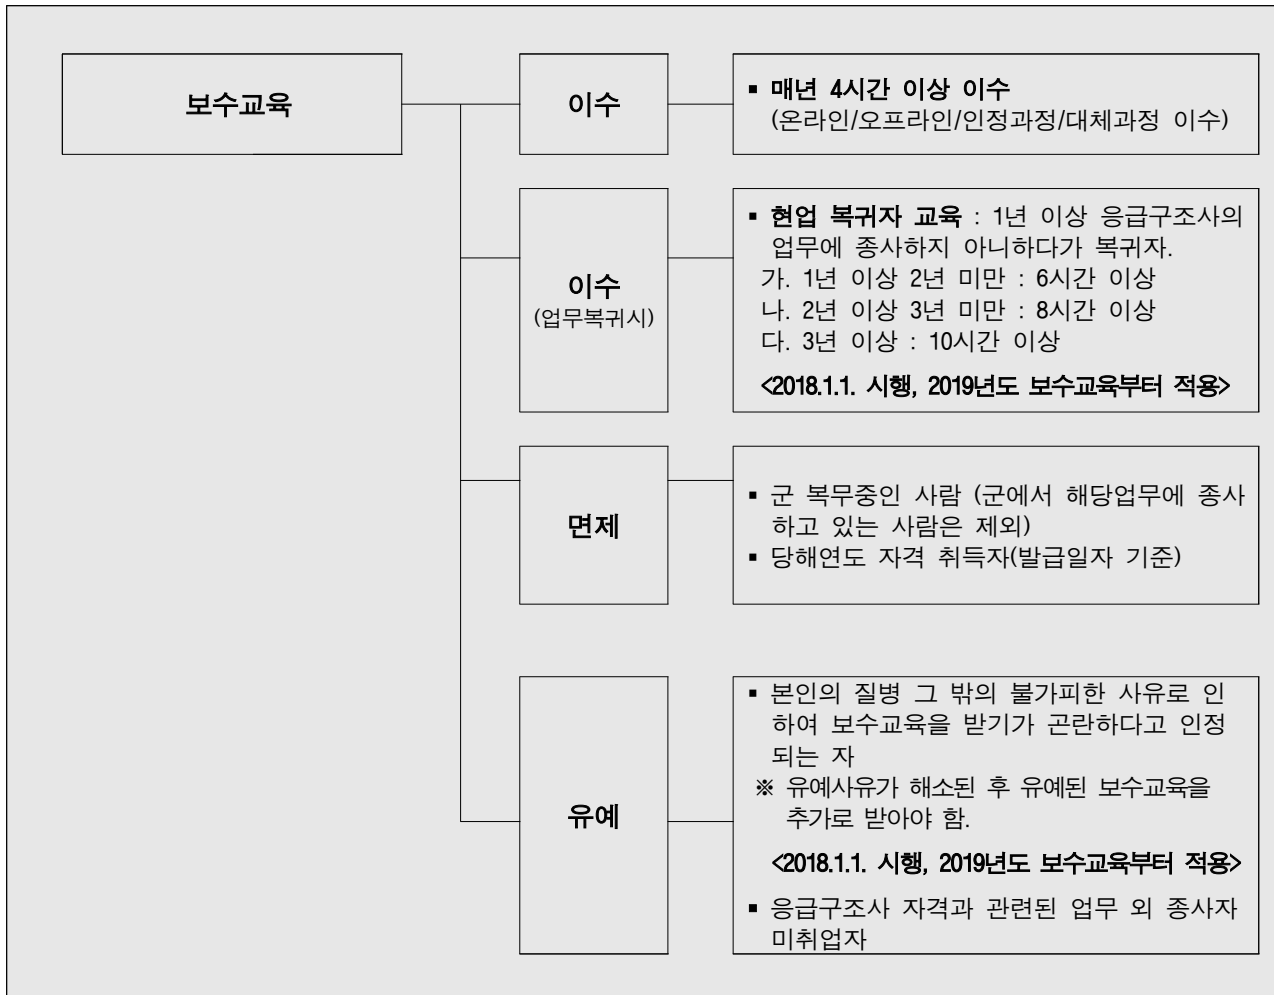 보수교육
이수
▪ 매년 4시간 이상 이수
(온라인/오프라인/인정과정/대체과정 이수)
이수
(업무복귀시)
▪ 현업 복귀자 교육 : 1년 이상 응급구조사의
업무에 종사하지 아니하다가 복귀자.
가. 1년 이상 2년 미만 : 6시간 이상
나. 2년 이상 3년 미만 : 8시간 이상
다. 3년 이상 : 10시간 이상
<2018.1.1. 시행, 2019년도 보수교육부터 적용>
면제
▪ 군 복무중인 사람 (군에서 해당업무에 종사
하고 있는 사람은 제외)
▪ 당해연도 자격 취득자(발급일자 기준)
유예
▪ 본인의 질병 그 밖의 불가피한 사유로 인
하여 보수교육을 받기가 곤란하다고 인정
되는 자
※ 유예사유가 해소된 후 유예된 보수교육을
추가로 받아야 함.
<2018.1.1. 시행, 2019년도 보수교육부터 적용>
▪ 응급구조사 자격과 관련된 업무 외 종사자
미취업자